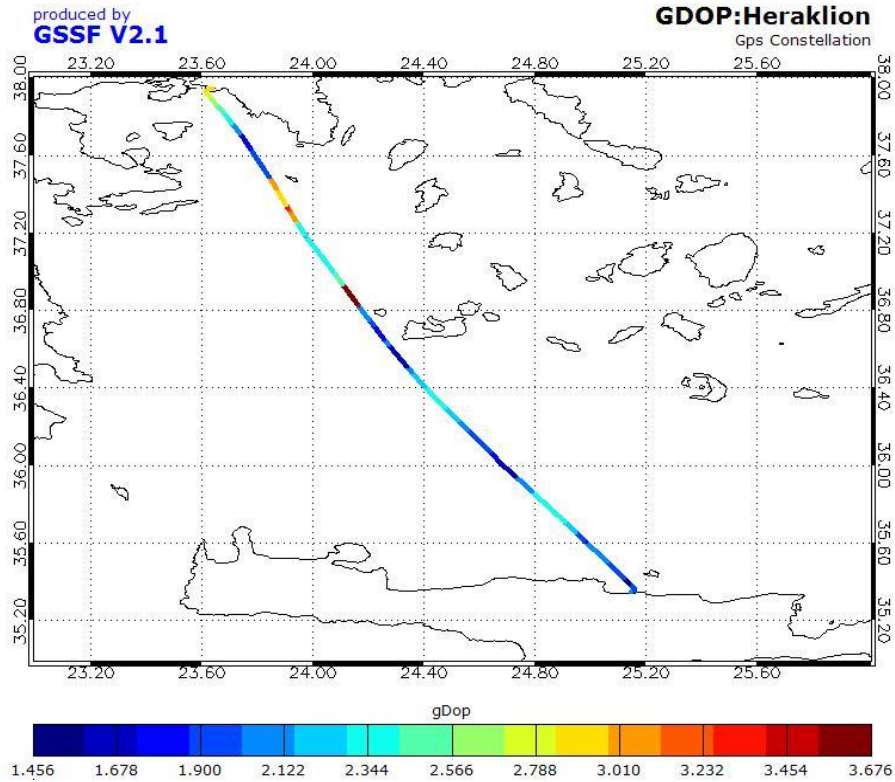 produced by
GSSF V2.1
GDOP:Heraklion
Gps Constellation
23.20 23.60 24.00 24.40 24.80 25.20 25.60
38.00 38.00
37.60 37.60
37.20 37.20
36.80 36.80
36.40 36.40
36.00 36.00
35.60 35.60
35.20 35.20
23.20 23.60 24.00 24.40 24.80 25.20 25.60
gDop
1.456 1.678 1.900 2.122 2.344 2.566 2.788 3.010 3.232 3.454 3.676